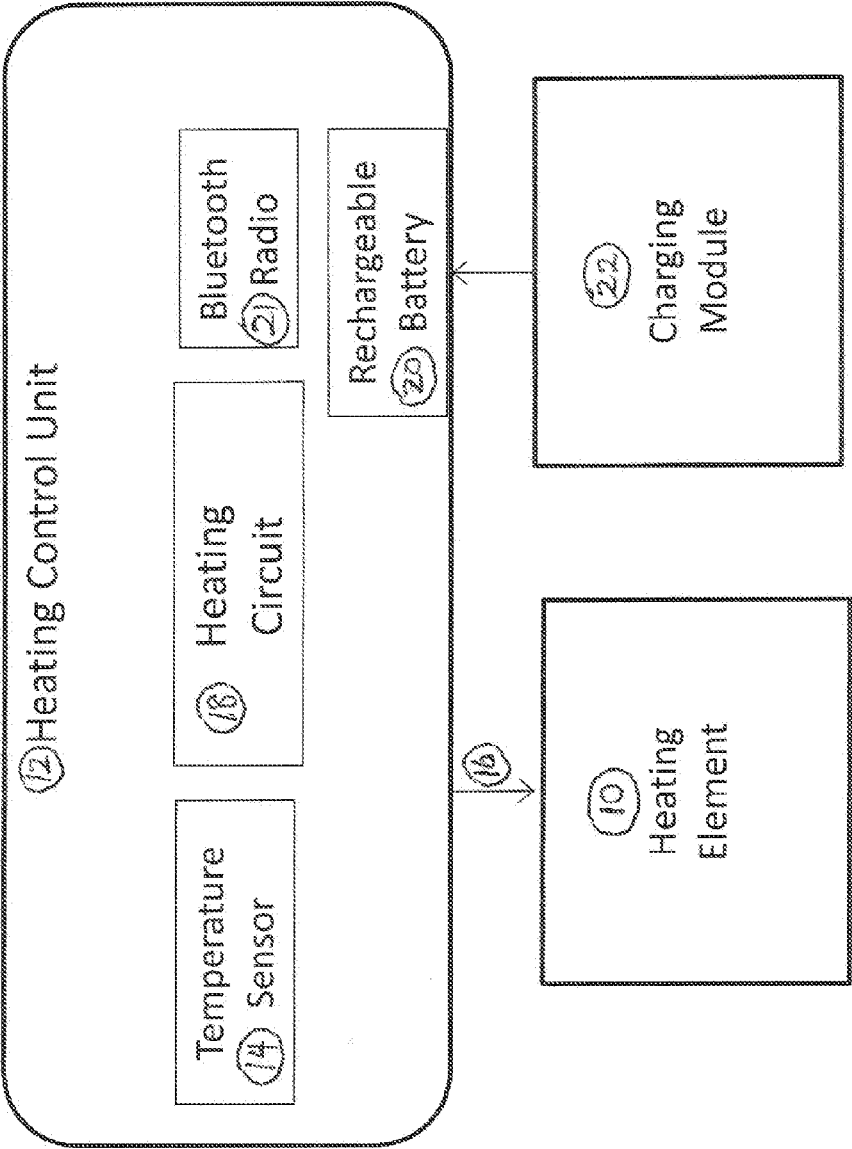 12 Heating Control Unit
Temperature
14 Sensor
Heating
18 Circuit
Bluetooth
21 Radio
Rechargeable
20 Battery
16
10
Heating
Element
22
Charging
Module